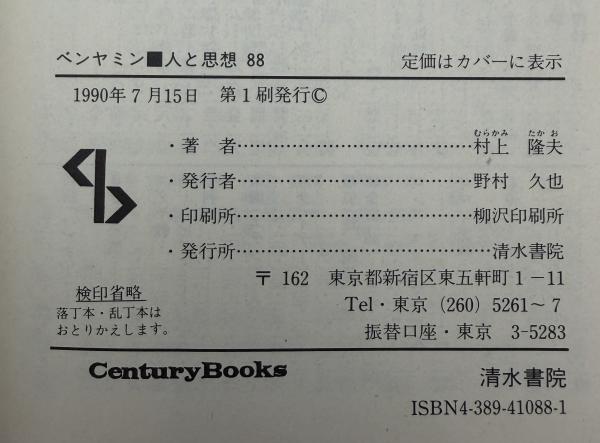 ベンヤミン■人と思想 88 定価はカバーに表示
1990年7月15日 第1刷発行©
むらかみ たかお
・著 者……………………………村上 隆夫
・発行者……………………………野村 久也
・印刷所……………………………柳沢印刷所
・発行所……………………………清水書院
〒 162 東京都新宿区東五軒町1-11
Tel・東京 (260) 5261～7
振替口座・東京 3-5283
検印省略
落丁本・乱丁本は
おとりかえします。
CenturyBooks
清水書院
ISBN4-389-41088-1